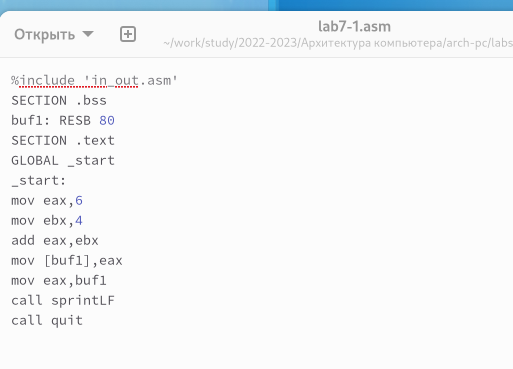 Открыть
lab7-1.asm
~/work/study/2022-2023/Архитектура компьютера/arch-pc/labs
%include 'in_out.asm'
SECTION .bss
buf1: RESB 80
SECTION .text
GLOBAL _start
_start:
mov eax,6
mov ebx,4
add eax,ebx
mov [buf1],eax
mov eax,buf1
call sprintLF
call quit